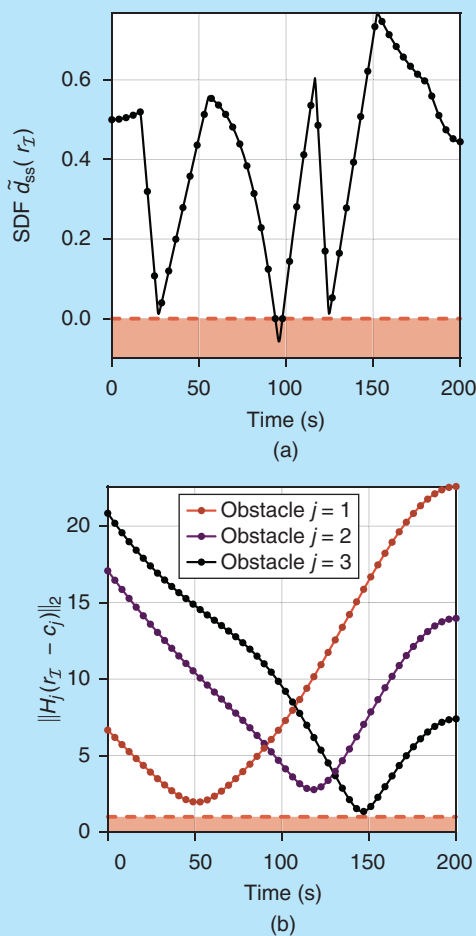 SDF d̃ss( rI)
0.6
0.4
0.2
0.0
0 50 100 150 200
Time (s)
(a)
‖Hj(rI − cj)‖2
Obstacle j = 1
Obstacle j = 2
Obstacle j = 3
20
15
10
5
0
0 50 100 150 200
Time (s)
(b)